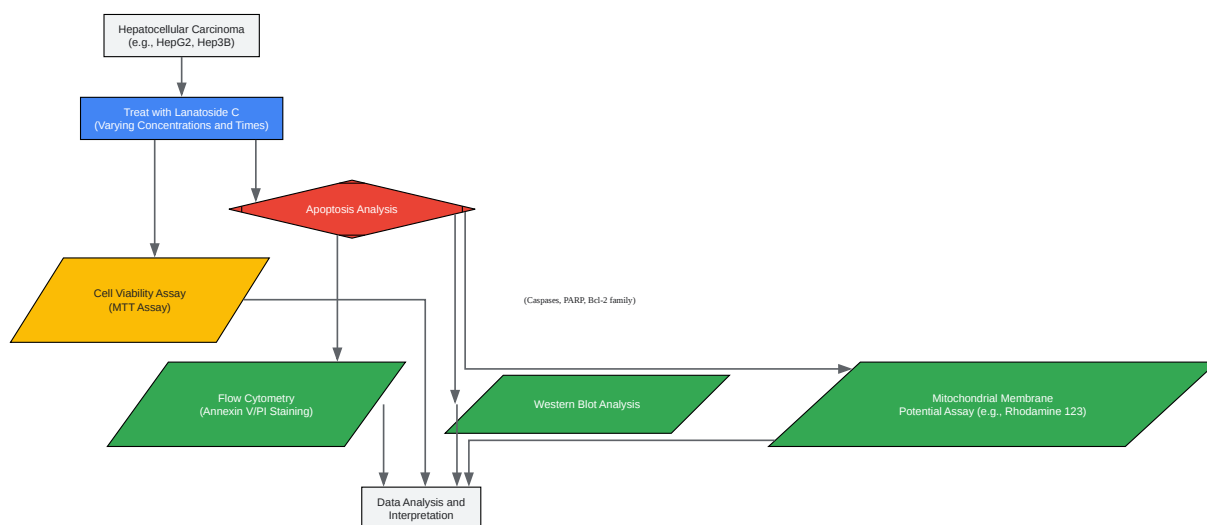 Hepatocellular Carcinoma
(e.g., HepG2, Hep3B)
Treat with Lanatoside C
(Varying Concentrations and Times)
Apoptosis Analysis
Cell Viability Assay
(MTT Assay)
(Caspases, PARP, Bcl-2 family)
Flow Cytometry
(Annexin V/PI Staining)
Western Blot Analysis
Mitochondrial Membrane
Potential Assay (e.g., Rhodamine 123)
Data Analysis and
Interpretation